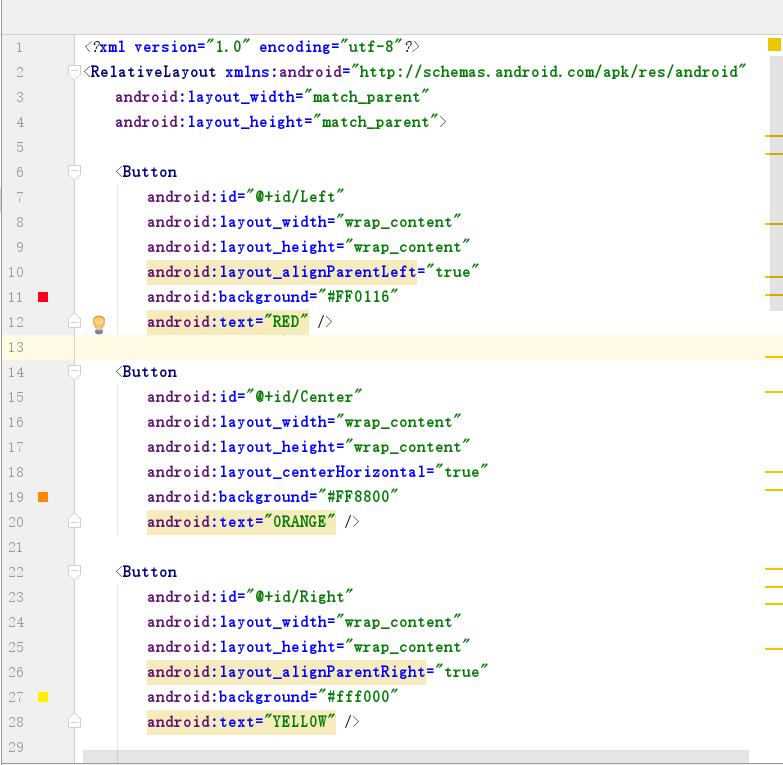 1 <?xml version="1.0" encoding="utf-8"?>
2 <RelativeLayout xmlns:android="http://schemas.android.com/apk/res/android"
3 android:layout_width="match_parent"
4 android:layout_height="match_parent">
5
6 <Button
7 android:id="@+id/Left"
8 android:layout_width="wrap_content"
9 android:layout_height="wrap_content"
10 android:layout_alignParentLeft="true"
11 android:background="#FF0116"
12 android:text="RED" />
13
14 <Button
15 android:id="@+id/Center"
16 android:layout_width="wrap_content"
17 android:layout_height="wrap_content"
18 android:layout_centerHorizontal="true"
19 android:background="#FF8800"
20 android:text="ORANGE" />
21
22 <Button
23 android:id="@+id/Right"
24 android:layout_width="wrap_content"
25 android:layout_height="wrap_content"
26 android:layout_alignParentRight="true"
27 android:background="#fff000"
28 android:text="YELLOW" />
29